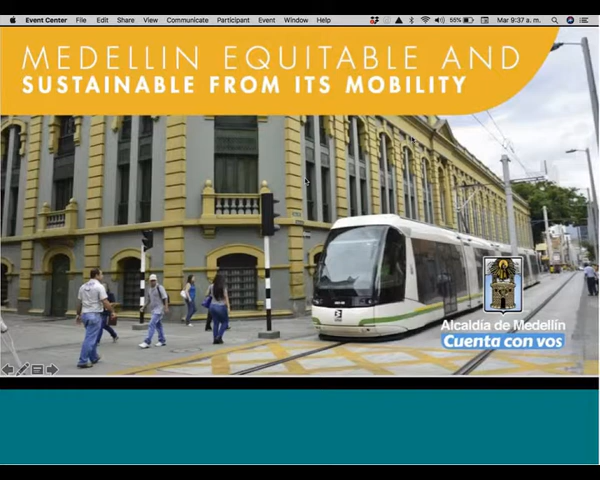 Event Center File Edit Share View Communicate Participant Event Window Help 55% Mar 9:37 a. m.
MEDELLIN EQUITABLE AND
SUSTAINABLE FROM ITS MOBILITY
Alcaldía de Medellín
Cuenta con vos